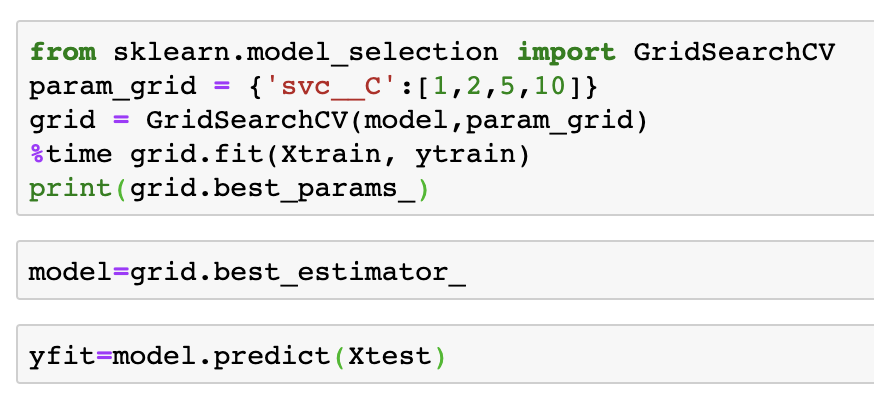 from sklearn.model_selection import GridSearchCV
param_grid = {'svc__C':[1,2,5,10]}
grid = GridSearchCV(model,param_grid)
%time grid.fit(Xtrain, ytrain)
print(grid.best_params_)
model=grid.best_estimator_
yfit=model.predict(Xtest)